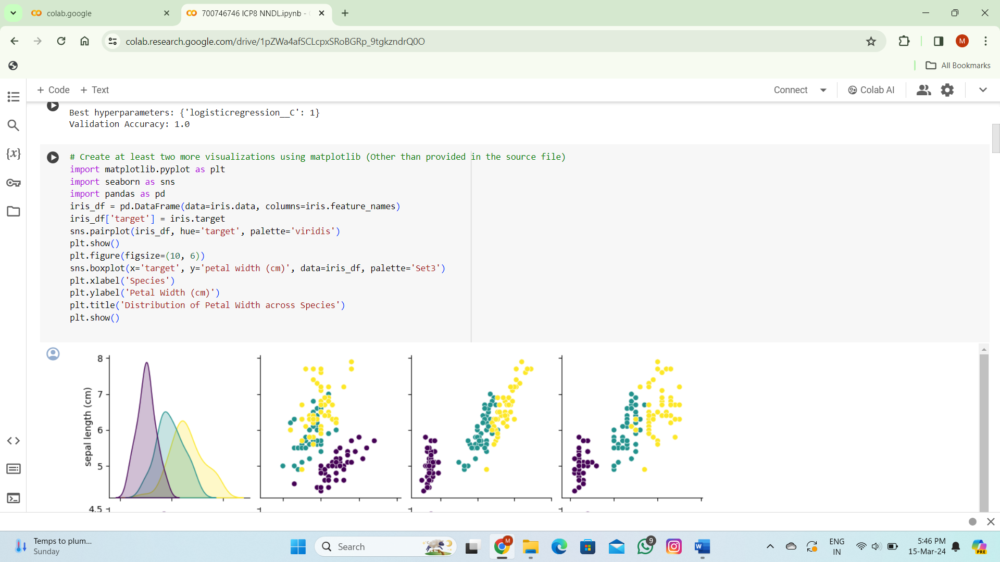 colab.google
700746746 ICP8 NNDL.ipynb -
colab.research.google.com/drive/1pZWa4afSCLcpxSRoBGRp_9tgkzndrQ0O
M
All Bookmarks
+ Code + Text
Connect
Colab AI
Best hyperparameters: {'logisticregression__C': 1}
Validation Accuracy: 1.0
{x}
# Create at least two more visualizations using matplotlib (Other than provided in the source file)
import matplotlib.pyplot as plt
import seaborn as sns
import pandas as pd
iris_df = pd.DataFrame(data=iris.data, columns=iris.feature_names)
iris_df['target'] = iris.target
sns.pairplot(iris_df, hue='target', palette='viridis')
plt.show()
plt.figure(figsize=(10, 6))
sns.boxplot(x='target', y='petal width (cm)', data=iris_df, palette='Set3')
plt.xlabel('Species')
plt.ylabel('Petal Width (cm)')
plt.title('Distribution of Petal Width across Species')
plt.show()
8
7
6
5
sepal length (cm)
4.5
Temps to plum...
Sunday
Search
M
9
W
ENG
IN
5:46 PM
15-Mar-24
PRE